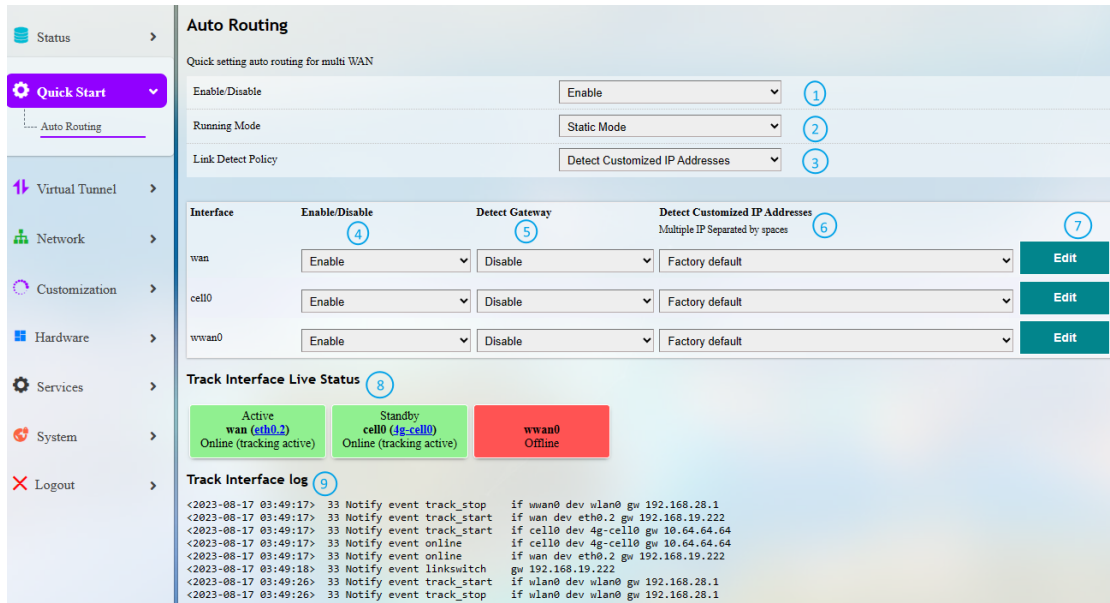 Status
Quick Start
Auto Routing
Virtual Tunnel
Network
Customization
Hardware
Services
System
Logout
Auto Routing
Quick setting auto routing for multi WAN
Enable/Disable Enable 1
Running Mode Static Mode 2
Link Detect Policy Detect Customized IP Addresses 3
Interface Enable/Disable Detect Gateway Detect Customized IP Addresses
4 5 Multiple IP Separated by spaces 6 7
wan Enable Disable Factory default Edit
cell0 Enable Disable Factory default Edit
wwan0 Enable Disable Factory default Edit
Track Interface Live Status 8
Active
wan (eth0.2)
Online (tracking active)
Standby
cell0 (4g-cell0)
Online (tracking active)
wwan0
Offline
Track Interface log 9
<2023-08-17 03:49:17> 33 Notify event track_stop if wwan0 dev wlan0 gw 192.168.28.1
<2023-08-17 03:49:17> 33 Notify event track_start if wan dev eth0.2 gw 192.168.19.222
<2023-08-17 03:49:17> 33 Notify event track_start if cell0 dev 4g-cell0 gw 10.64.64.64
<2023-08-17 03:49:17> 33 Notify event online if cell0 dev 4g-cell0 gw 10.64.64.64
<2023-08-17 03:49:17> 33 Notify event online if wan dev eth0.2 gw 192.168.19.222
<2023-08-17 03:49:18> 33 Notify event linkswitch gw 192.168.19.222
<2023-08-17 03:49:26> 33 Notify event track_start if wlan0 dev wlan0 gw 192.168.28.1
<2023-08-17 03:49:26> 33 Notify event track_stop if wlan0 dev wlan0 gw 192.168.28.1